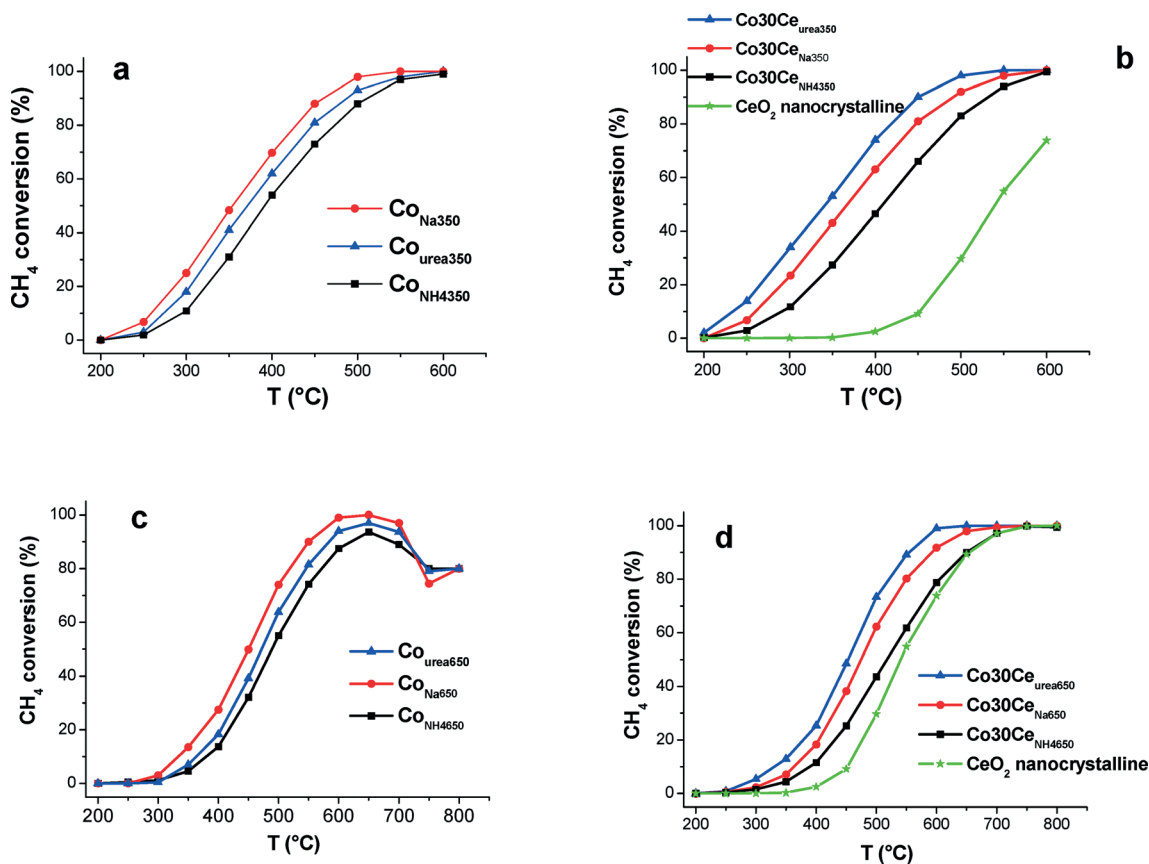 a
CH4 conversion (%)
100
80
60
40
20
0
200 300 400 500 600
T (°C)
CoNa350
Courea350
CoNH4350
b
Co30Ceurea350
Co30CeNa350
Co30CeNH4350
CeO2 nanocrystalline
CH4 conversion (%)
100
80
60
40
20
0
200 300 400 500 600
T (°C)
c
CH4 conversion (%)
100
80
60
40
20
0
200 300 400 500 600 700 800
T (°C)
Courea650
CoNa650
CoNH4650
d
CH4 conversion (%)
100
80
60
40
20
0
200 300 400 500 600 700 800
T (°C)
Co30Ceurea650
Co30CeNa650
Co30CeNH4650
CeO2 nanocrystalline